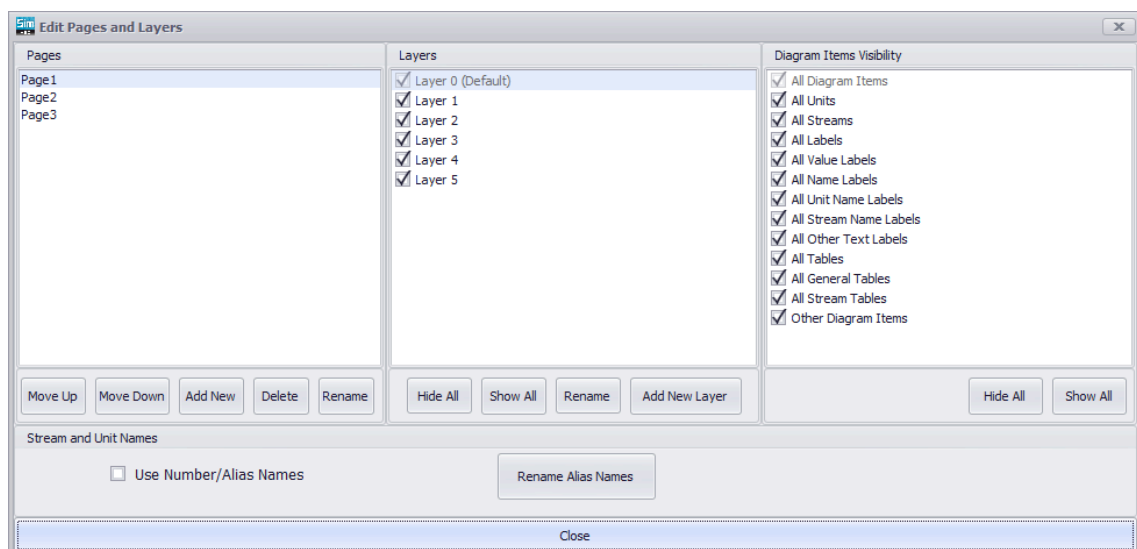 Sim
Edit Pages and Layers
Pages
Page1
Page2
Page3
Move Up
Move Down
Add New
Delete
Rename
Layers
Layer 0 (Default)
Layer 1
Layer 2
Layer 3
Layer 4
Layer 5
Hide All
Show All
Rename
Add New Layer
Diagram Items Visibility
All Diagram Items
All Units
All Streams
All Labels
All Value Labels
All Name Labels
All Unit Name Labels
All Stream Name Labels
All Other Text Labels
All Tables
All General Tables
All Stream Tables
Other Diagram Items
Hide All
Show All
Stream and Unit Names
Use Number/Alias Names
Rename Alias Names
Close